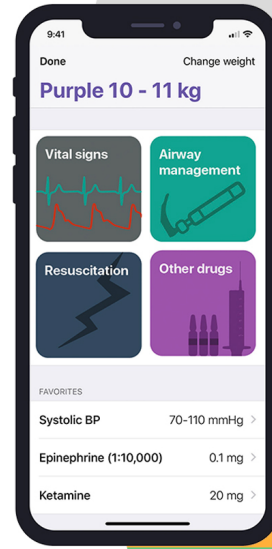 9:41
Done Change weight
Purple 10 - 11 kg
Vital signs Airway
management
Resuscitation Other drugs
FAVORITES
Systolic BP 70-110 mmHg
Epinephrine (1:10,000) 0.1 mg
Ketamine 20 mg